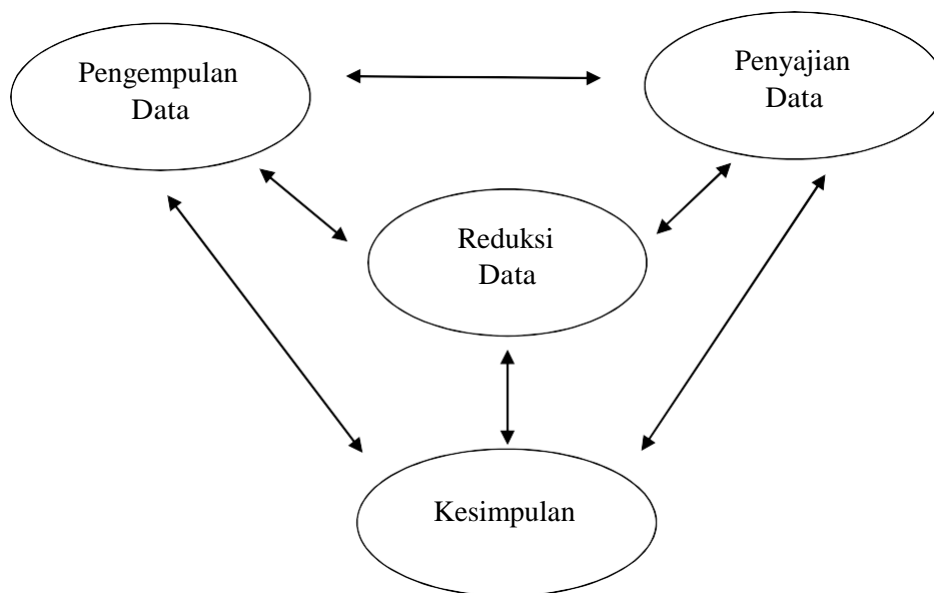 Pengempulan
Data
Penyajian
Data
Reduksi
Data
Kesimpulan